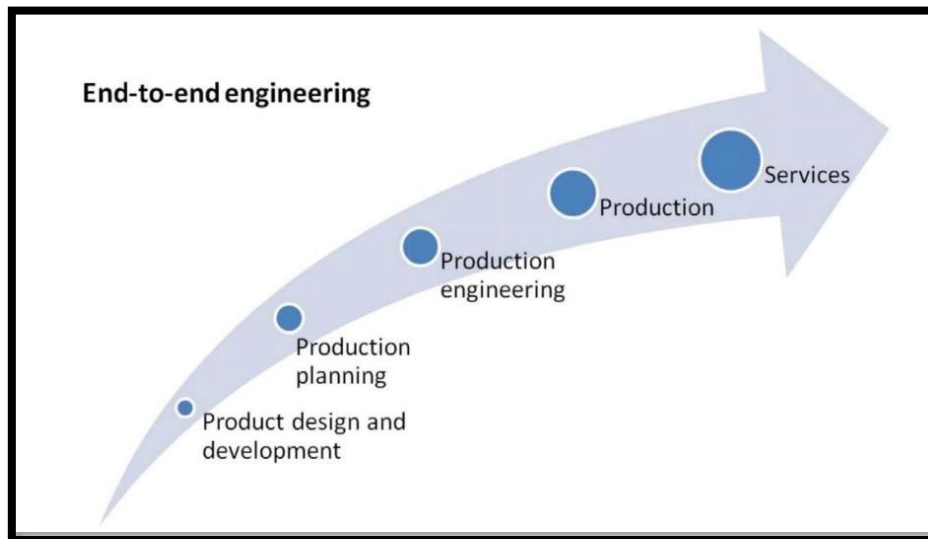 End-to-end engineering
Services
Production
Production
engineering
Production
planning
Product design and
development